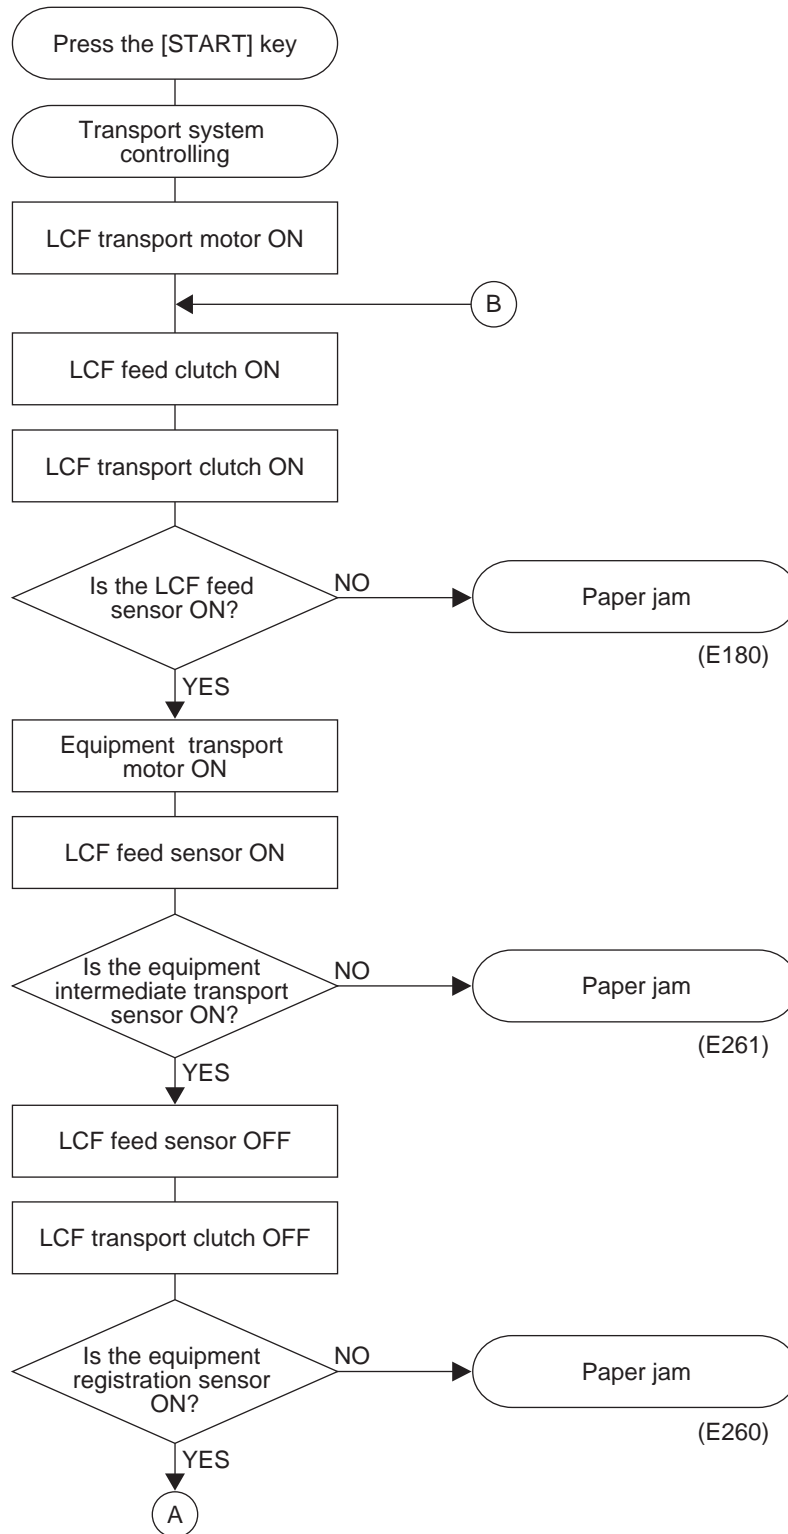 Press the [START] key
Transport system
controlling
LCF transport motor ON
B
LCF feed clutch ON
LCF transport clutch ON
Is the LCF feed
sensor ON?
NO
Paper jam
(E180)
YES
Equipment transport
motor ON
LCF feed sensor ON
Is the equipment
intermediate transport
sensor ON?
NO
Paper jam
(E261)
YES
LCF feed sensor OFF
LCF transport clutch OFF
Is the equipment
registration sensor
ON?
NO
Paper jam
(E260)
YES
A